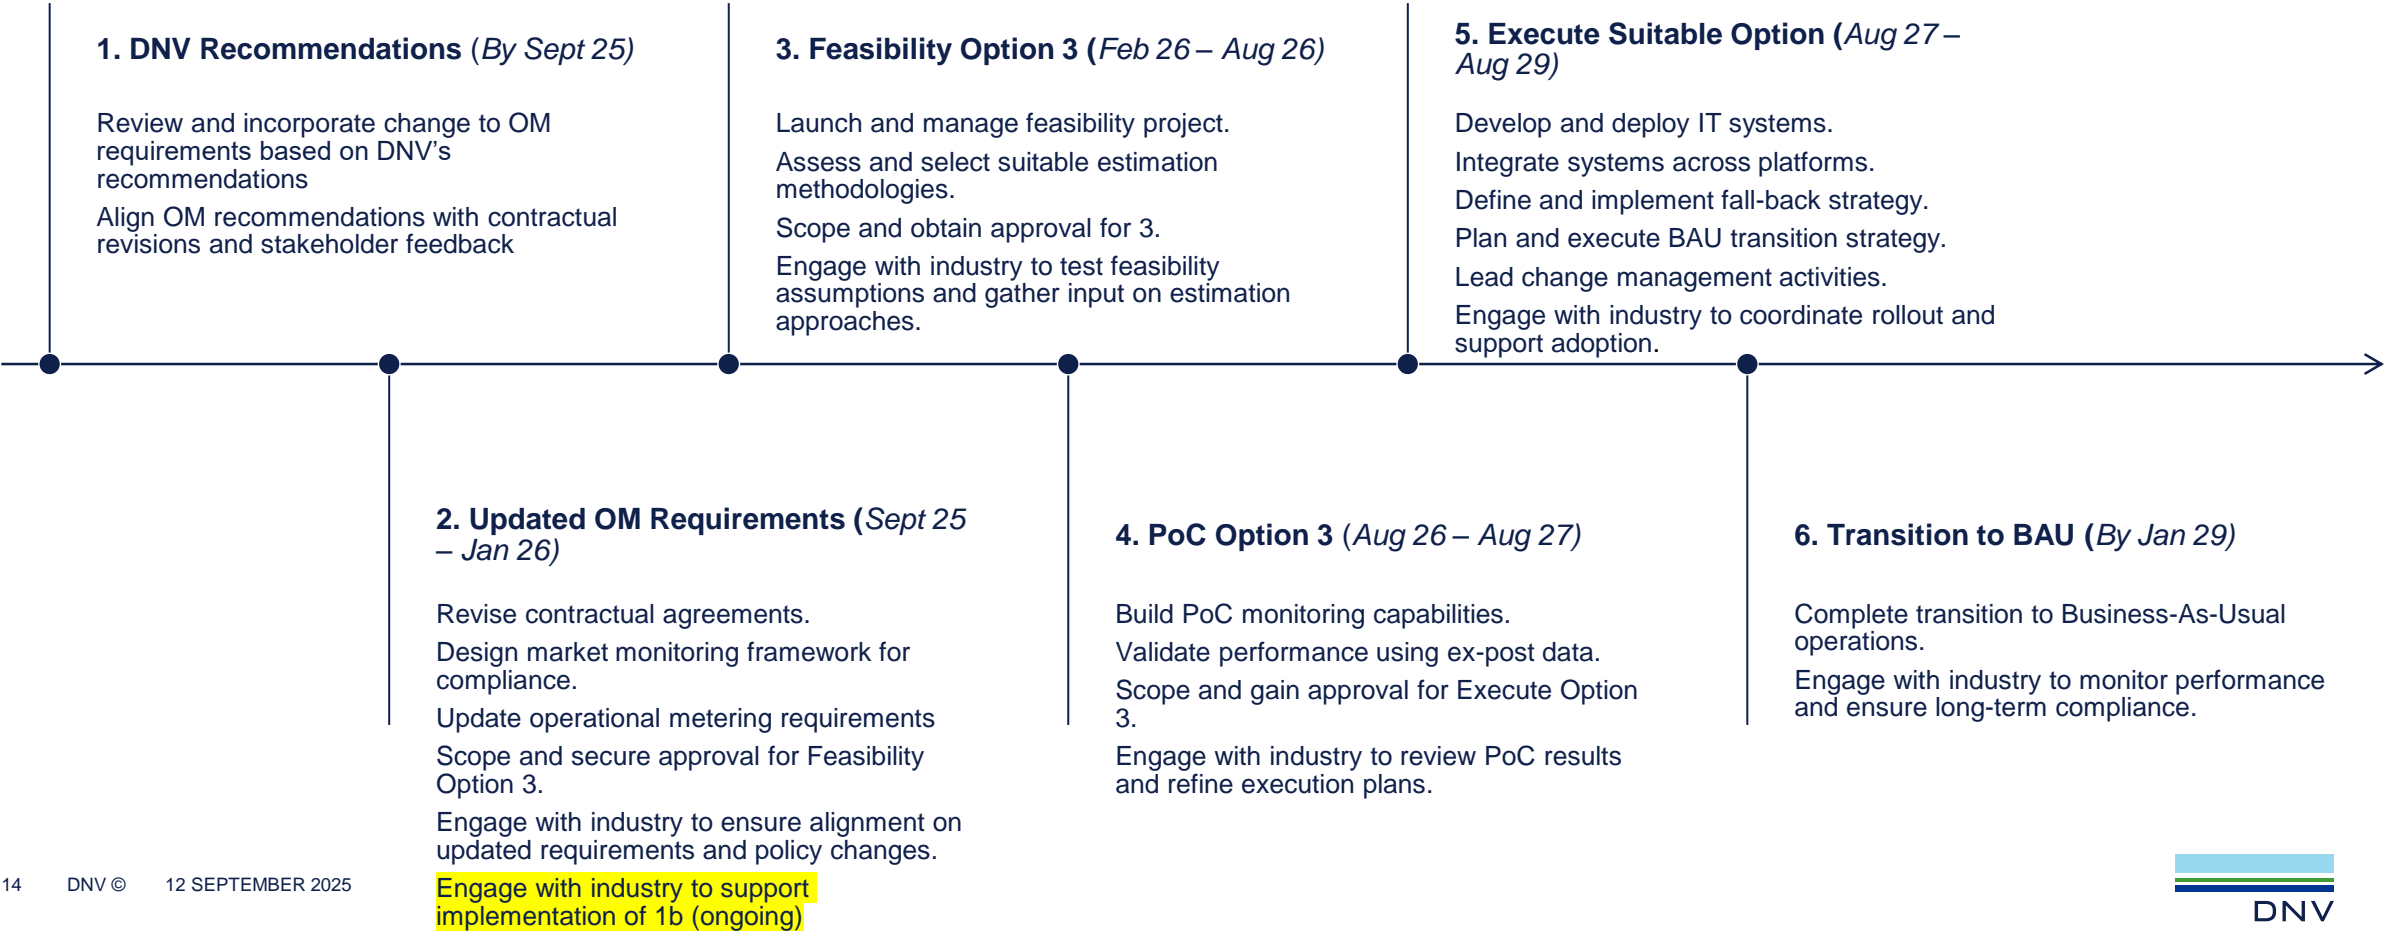 1. DNV Recommendations (By Sept 25)
Review and incorporate change to OM
requirements based on DNV's
recommendations
Align OM recommendations with contractual
revisions and stakeholder feedback
3. Feasibility Option 3 (Feb 26 – Aug 26)
Launch and manage feasibility project.
Assess and select suitable estimation
methodologies.
Scope and obtain approval for 3.
Engage with industry to test feasibility
assumptions and gather input on estimation
approaches.
5. Execute Suitable Option (Aug 27 –
Aug 29)
Develop and deploy IT systems.
Integrate systems across platforms.
Define and implement fall-back strategy.
Plan and execute BAU transition strategy.
Lead change management activities.
Engage with industry to coordinate rollout and
support adoption.
2. Updated OM Requirements (Sept 25
– Jan 26)
Revise contractual agreements.
Design market monitoring framework for
compliance.
Update operational metering requirements
Scope and secure approval for Feasibility
Option 3.
Engage with industry to ensure alignment on
updated requirements and policy changes.
Engage with industry to support
implementation of 1b (ongoing)
4. PoC Option 3 (Aug 26 – Aug 27)
Build PoC monitoring capabilities.
Validate performance using ex-post data.
Scope and gain approval for Execute Option
3.
Engage with industry to review PoC results
and refine execution plans.
6. Transition to BAU (By Jan 29)
Complete transition to Business-As-Usual
operations.
Engage with industry to monitor performance
and ensure long-term compliance.
14 DNV © 12 SEPTEMBER 2025
DNV